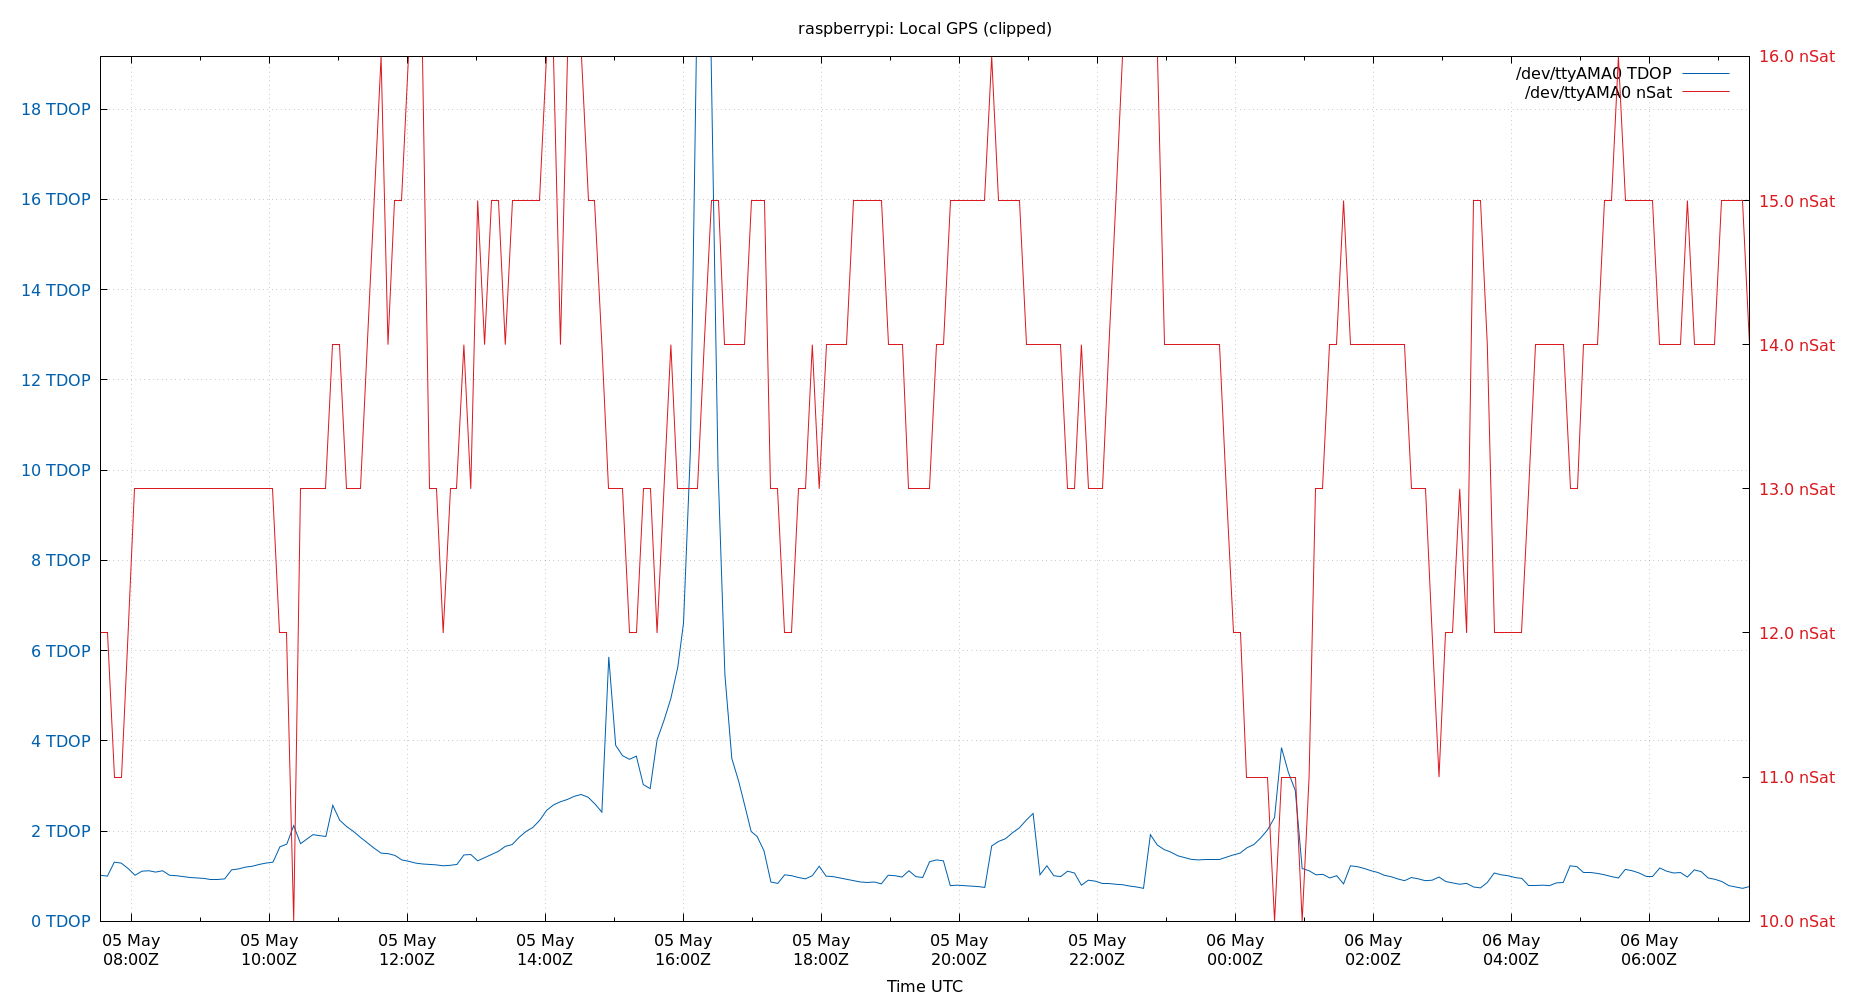 raspberrypi: Local GPS (clipped)
/dev/ttyAMA0 TDOP
/dev/ttyAMA0 nSat
18 TDOP
16 TDOP
14 TDOP
12 TDOP
10 TDOP
8 TDOP
6 TDOP
4 TDOP
2 TDOP
0 TDOP
16.0 nSat
15.0 nSat
14.0 nSat
13.0 nSat
12.0 nSat
11.0 nSat
10.0 nSat
05 May 05 May 05 May 05 May 05 May 05 May 05 May 05 May 06 May 06 May 06 May 06 May
08:00Z 10:00Z 12:00Z 14:00Z 16:00Z 18:00Z 20:00Z 22:00Z 00:00Z 02:00Z 04:00Z 06:00Z
Time UTC